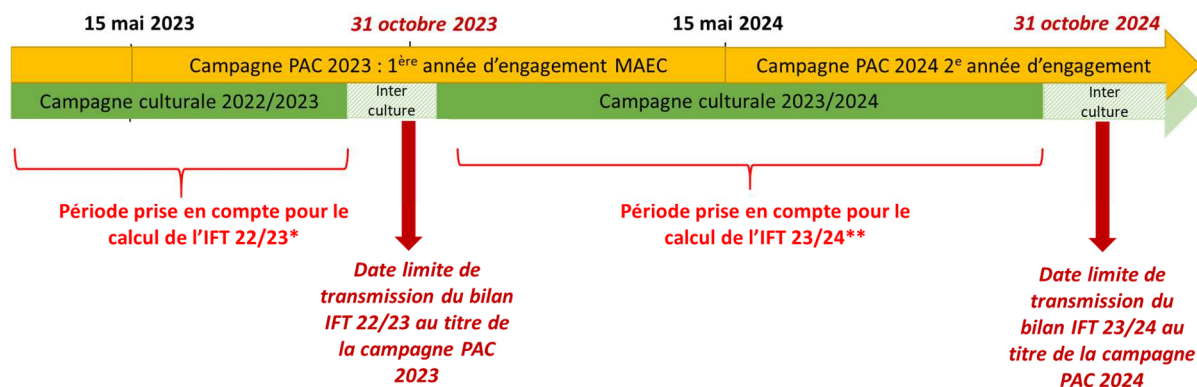 15 mai 2023
31 octobre 2023
15 mai 2024
31 octobre 2024
Campagne PAC 2023 : 1ère année d'engagement MAEC
Campagne PAC 2024 2e année d'engagement
Campagne culturale 2022/2023
Inter
culture
Campagne culturale 2023/2024
Inter
culture
Période prise en compte pour le
calcul de l'IFT 22/23*
Période prise en compte pour le
calcul de l'IFT 23/24**
Date limite de
transmission du bilan
IFT 22/23 au titre de
la campagne PAC
2023
Date limite de
transmission du
bilan IFT 23/24 au
titre de la campagne
PAC 2024